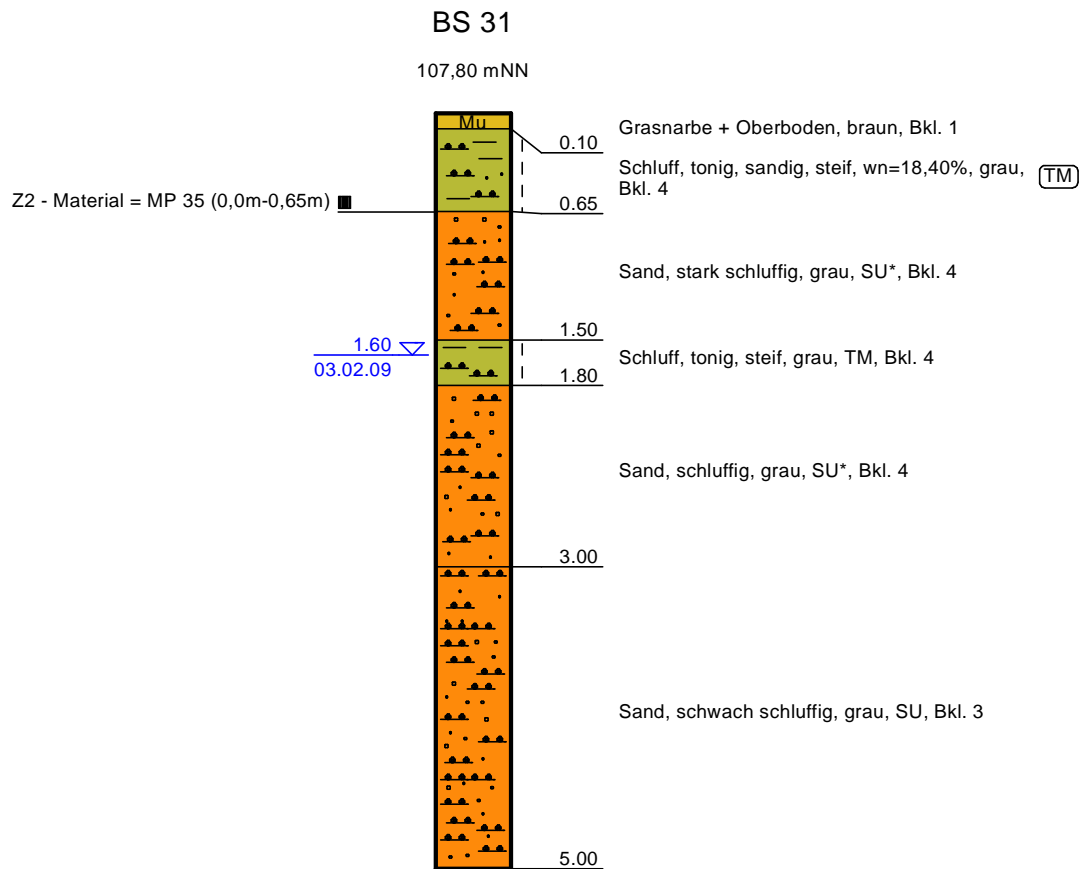 BS 31
107,80 mNN
Mu
Grasnarbe + Oberboden, braun, Bkl. 1
0.10
Schluff, tonig, sandig, steif, wn=18,40%, grau,
Bkl. 4
TM
Z2 - Material = MP 35 (0,0m-0,65m)
0.65
Sand, stark schluffig, grau, SU*, Bkl. 4
1.50
1.60
03.02.09
Schluff, tonig, steif, grau, TM, Bkl. 4
1.80
Sand, schluffig, grau, SU*, Bkl. 4
3.00
Sand, schwach schluffig, grau, SU, Bkl. 3
5.00